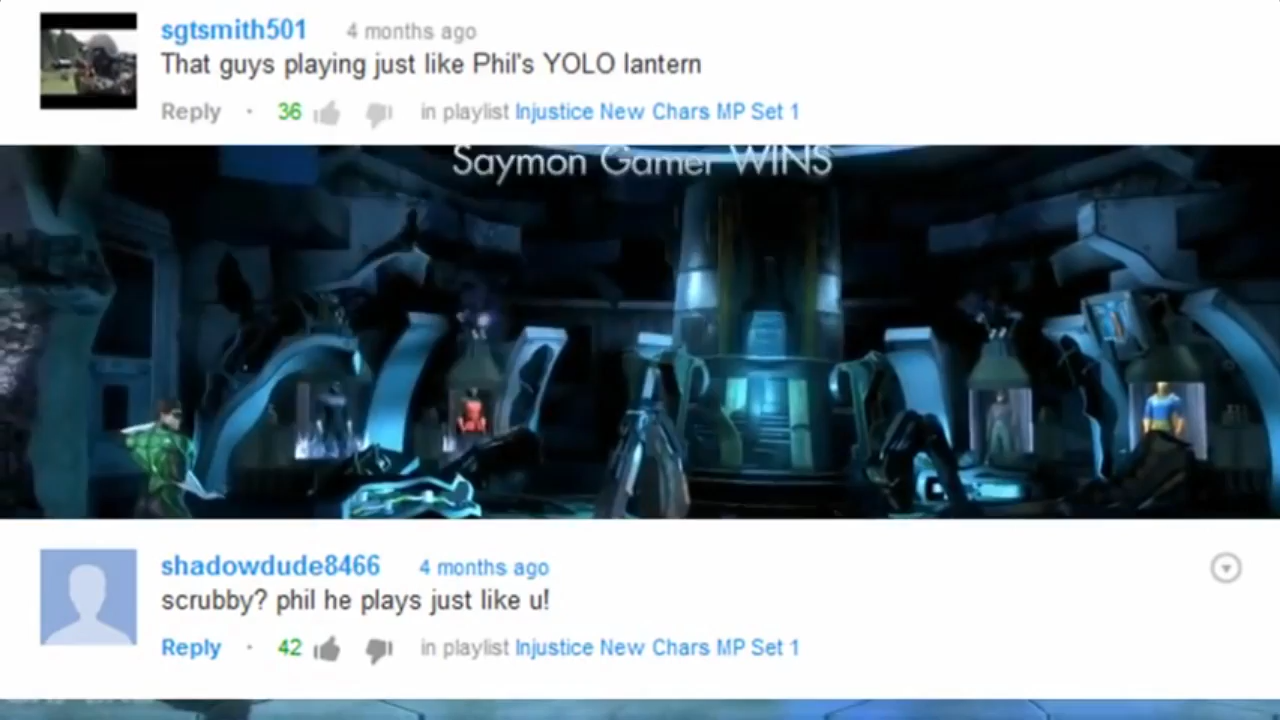 sgtsmith501 4 months ago
That guys playing just like Phil's YOLO lantern
Reply · 36 in playlist Injustice New Chars MP Set 1
Saymon Gamer WINS
shadowdude8466 4 months ago
scrubby? phil he plays just like u!
Reply · 42 in playlist Injustice New Chars MP Set 1